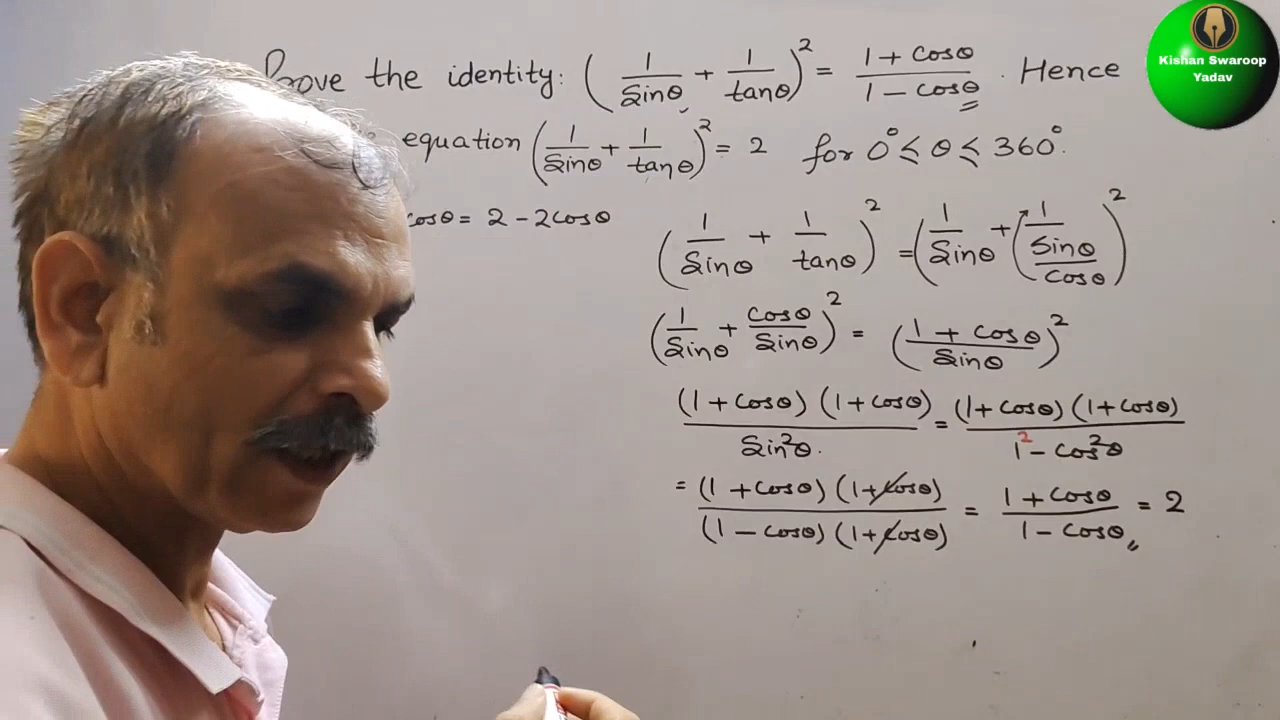 Prove the identity: (1/Sinθ + 1/tanθ)² = 1 + Cosθ/1 - cosθ . Hence
equation (1/Sinθ + 1/tanθ)² = 2 for 0° ≤ θ ≤ 360°.
cosθ = 2 - 2cosθ
(1/Sinθ + 1/tanθ)² = (1/Sinθ + (1/Sinθ/Cosθ)²
(1/Sinθ + Cosθ/Sinθ)² = (1 + cosθ/Sinθ)²
(1 + cosθ) (1 + cosθ)/Sin²θ. = (1+cosθ) (1+cosθ)/1² - cos²θ
= (1 + cosθ) (1+cosθ)/(1 - cosθ) (1+cosθ) = 1 + cosθ/1 - cosθ = 2
Kishan Swaroop
Yadav